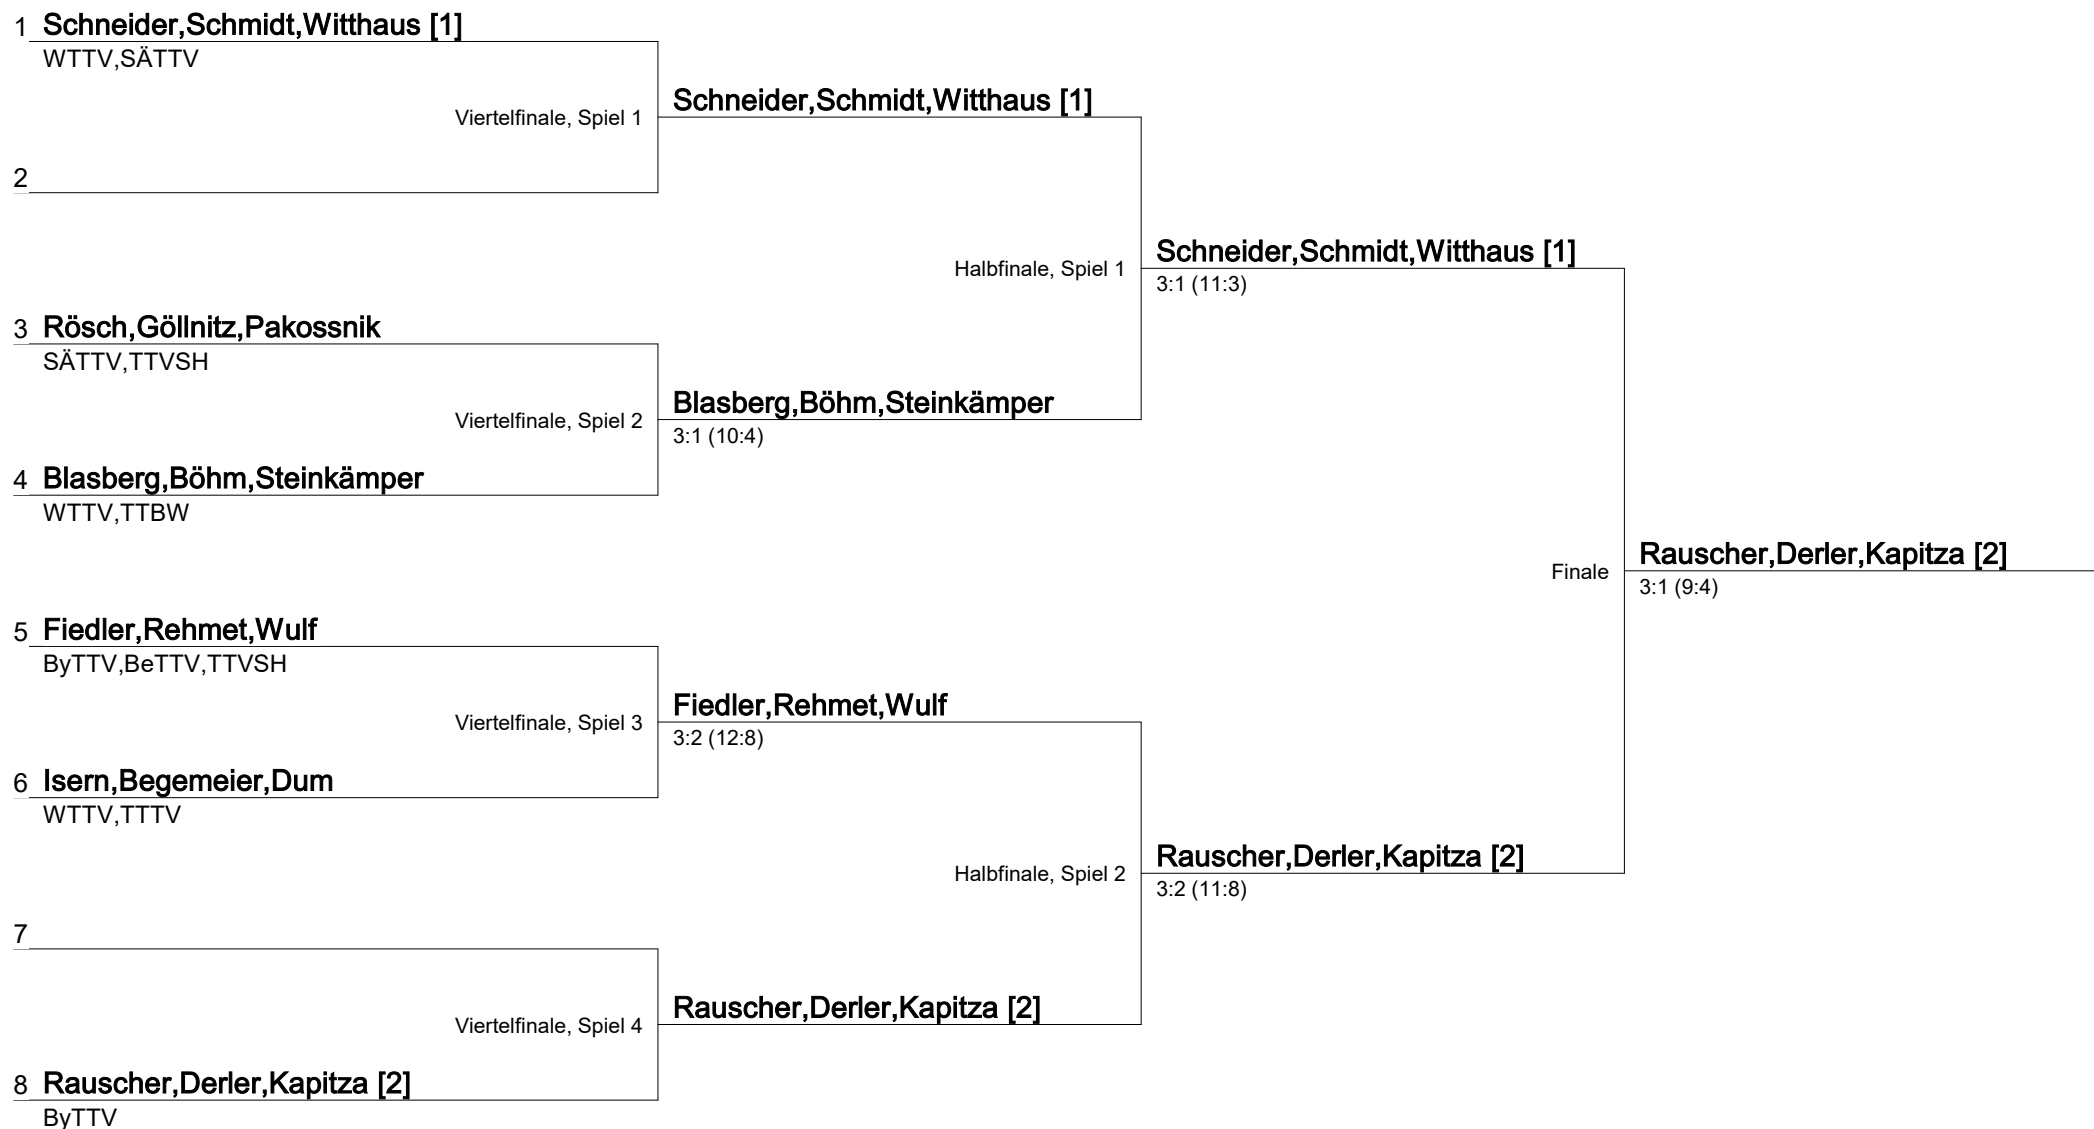 1 Schneider,Schmidt,Witthaus [1]
WTTV,SÄTTV
Viertelfinale, Spiel 1
Schneider,Schmidt,Witthaus [1]
2
Halbfinale, Spiel 1
Schneider,Schmidt,Witthaus [1]
3:1 (11:3)
3 Rösch,Göllnitz,Pakossnik
SÄTTV,TTVSH
Viertelfinale, Spiel 2
Blasberg,Böhm,Steinkämper
3:1 (10:4)
4 Blasberg,Böhm,Steinkämper
WTTV,TTBW
Finale
Rauscher,Derler,Kapitza [2]
3:1 (9:4)
5 Fiedler,Rehmet,Wulf
ByTTV,BeTTV,TTVSH
Viertelfinale, Spiel 3
Fiedler,Rehmet,Wulf
3:2 (12:8)
6 Isern,Begemeier,Dum
WTTV,TTTV
Halbfinale, Spiel 2
Rauscher,Derler,Kapitza [2]
3:2 (11:8)
7
Viertelfinale, Spiel 4
Rauscher,Derler,Kapitza [2]
8 Rauscher,Derler,Kapitza [2]
ByTTV